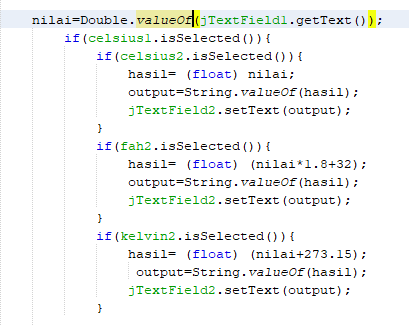 nilai=Double.valueOf(jTextField1.getText());
if(celsius1.isSelected()){
if(celsius2.isSelected()){
hasil= (float) nilai;
output=String.valueOf(hasil);
jTextField2.setText(output);
}
if(fah2.isSelected()){
hasil= (float) (nilai*1.8+32);
output=String.valueOf(hasil);
jTextField2.setText(output);
}
if(kelvin2.isSelected()){
hasil= (float) (nilai+273.15);
output=String.valueOf(hasil);
jTextField2.setText(output);
}